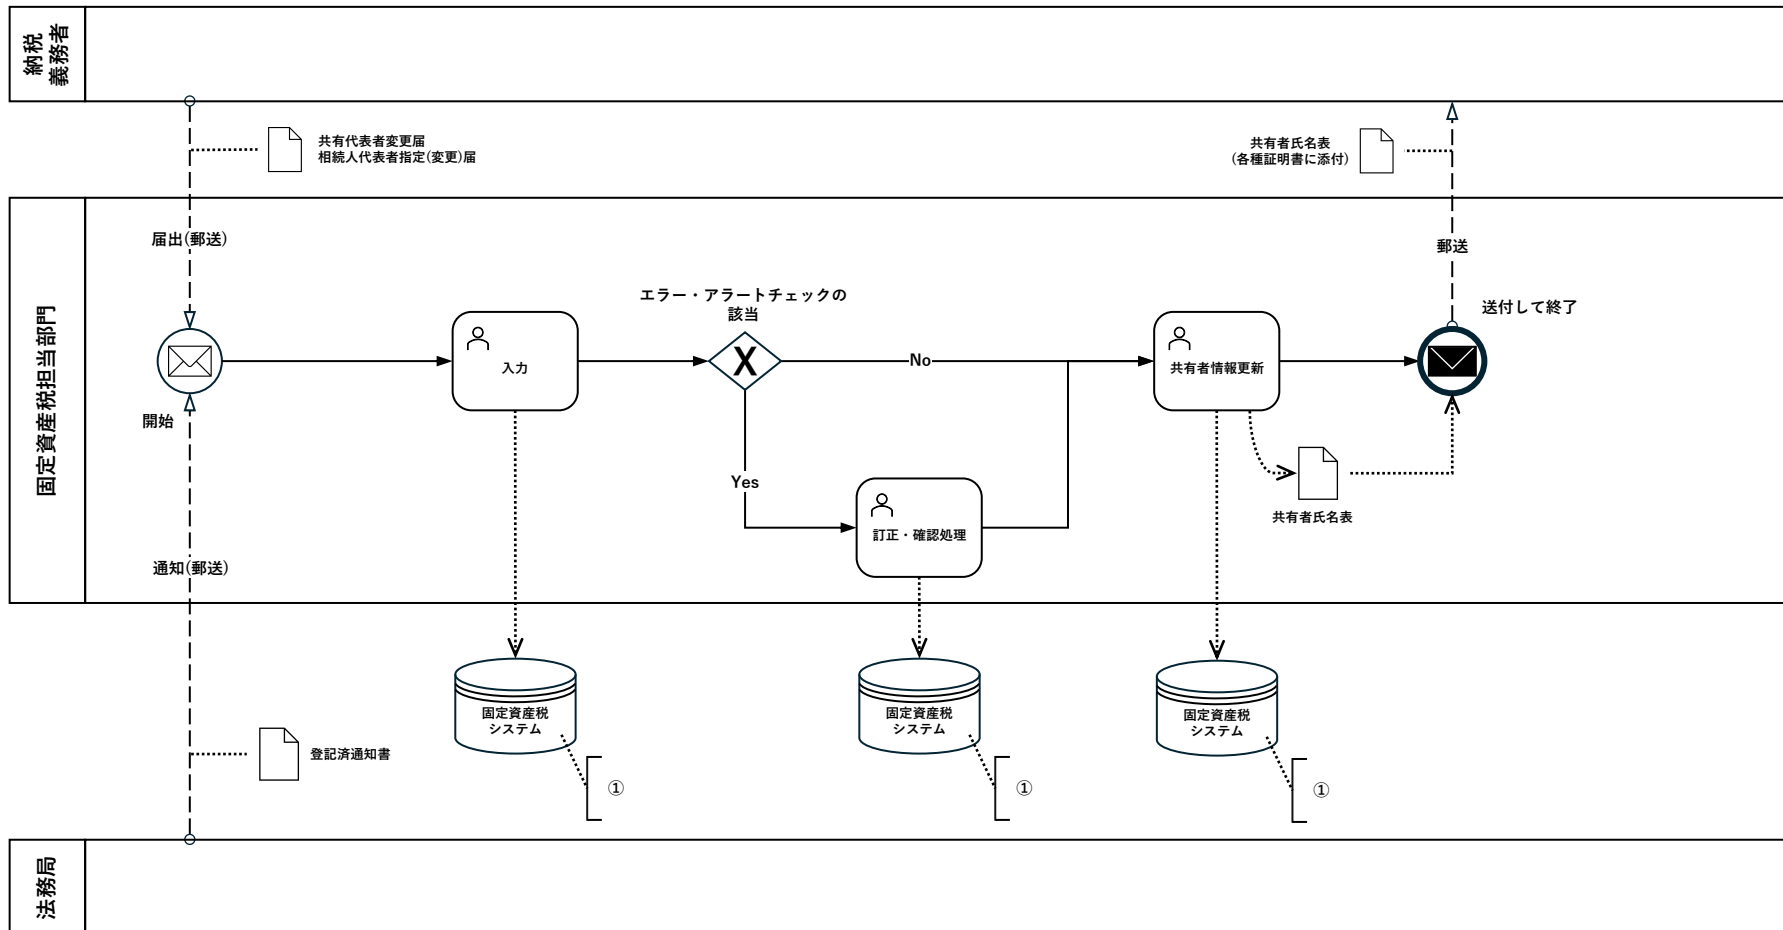 納税
義務者
共有代表者変更届
相続人代表者指定(変更)届
共有者氏名表
(各種証明書に添付)
固定資産税担当部門
届出(郵送)
郵送
エラー・アラートチェックの
該当
送付して終了
X
No
入力
共有者情報更新
開始
Yes
訂正・確認処理
共有者氏名表
通知(郵送)
固定資産税
システム
固定資産税
システム
固定資産税
システム
登記済通知書
①
①
①
法務局